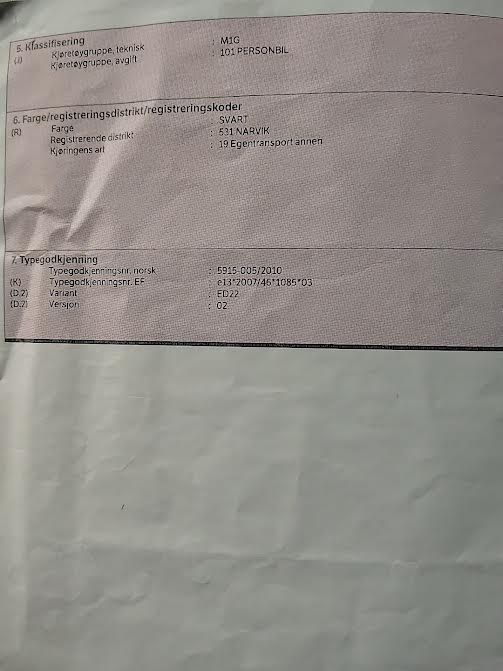 5. Klassifisering
(J) Kjøretøygruppe, teknisk : M1G
Kjøretøygruppe, avgift : 101 PERSONBIL
6. Farge/registreringsdistrikt/registreringskoder
(R) Farge : SVART
Registrerende distrikt : 531 NARVIK
Kjøringens art : 19 Egentransport annen
7. Typegodkjenning
Typegodkjenningsnr. norsk : 5915-005/2010
(K) Typegodkjenningsnr. EF : e13*2007/46*1085*03
(D.2) Variant : ED22
(D.2) Versjon : 02